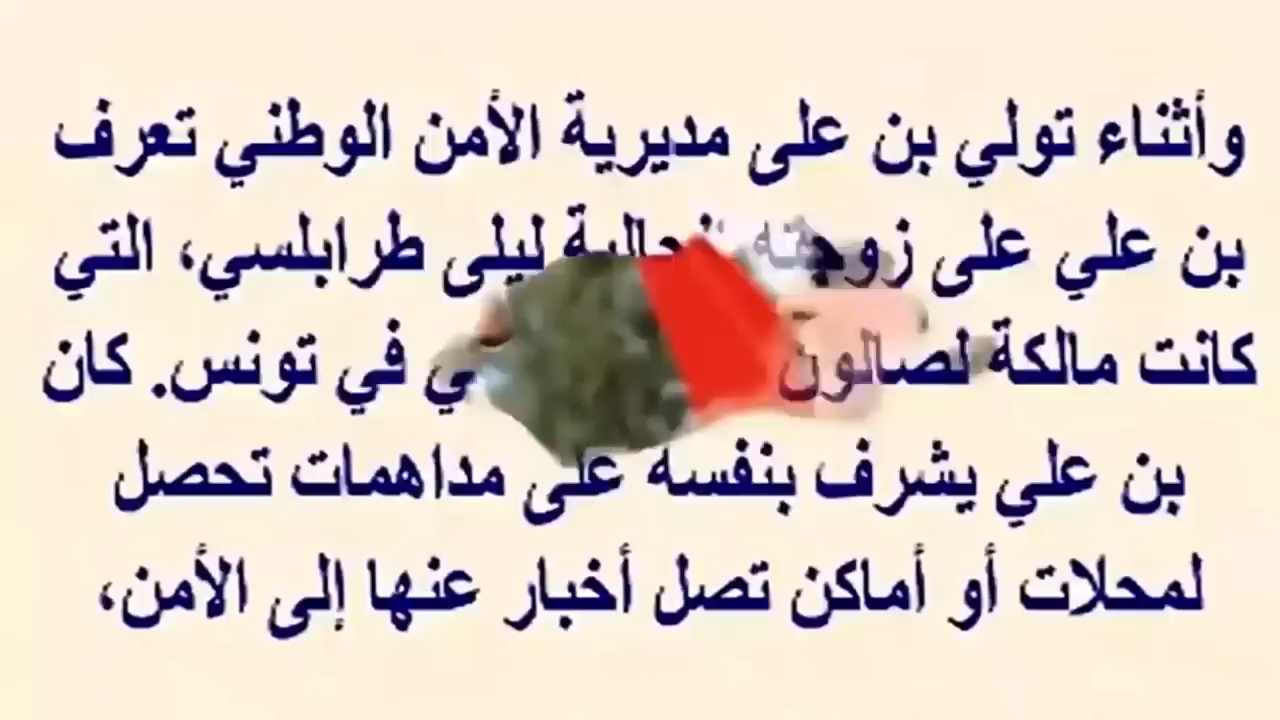 وأثناء تولي بن على مديرية الأمن الوطني تعرف
بن علي على زوجته الحالية ليلى طرابلسي، التي
كانت مالكة لصالون في تونس. كان
بن علي يشرف بنفسه على مداهمات تحصل
لمحلات أو أماكن تصل أخبار عنها إلى الأمن،